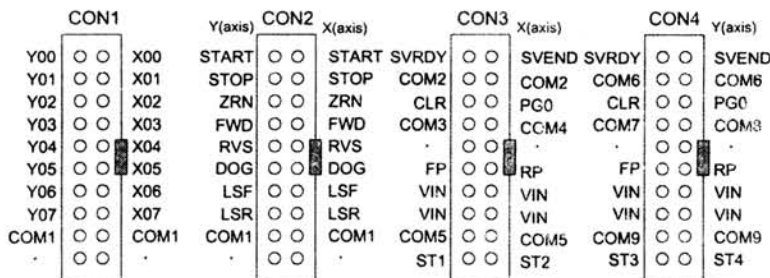 CON1 Y(axis) CON2 X(axis) CON3 X(axis) CON4 Y(axis)
Y00 X00 START START SVRDY SVEND SVRDY SVEND
Y01 X01 STOP STOP COM2 COM2 COM6 COM6
Y02 X02 ZRN ZRN CLR PG0 CLR PG0
Y03 X03 FWD FWD COM3 COM4 COM7 COM8
Y04 X04 RVS RVS · · · ·
Y05 X05 DOG DOG FP RP FP RP
Y06 X06 LSF LSF VIN VIN VIN VIN
Y07 X07 LSR LSR VIN VIN VIN VIN
COM1 COM1 COM1 COM1 COM5 COM5 COM9 COM9
· · · · ST1 ST2 ST3 ST4